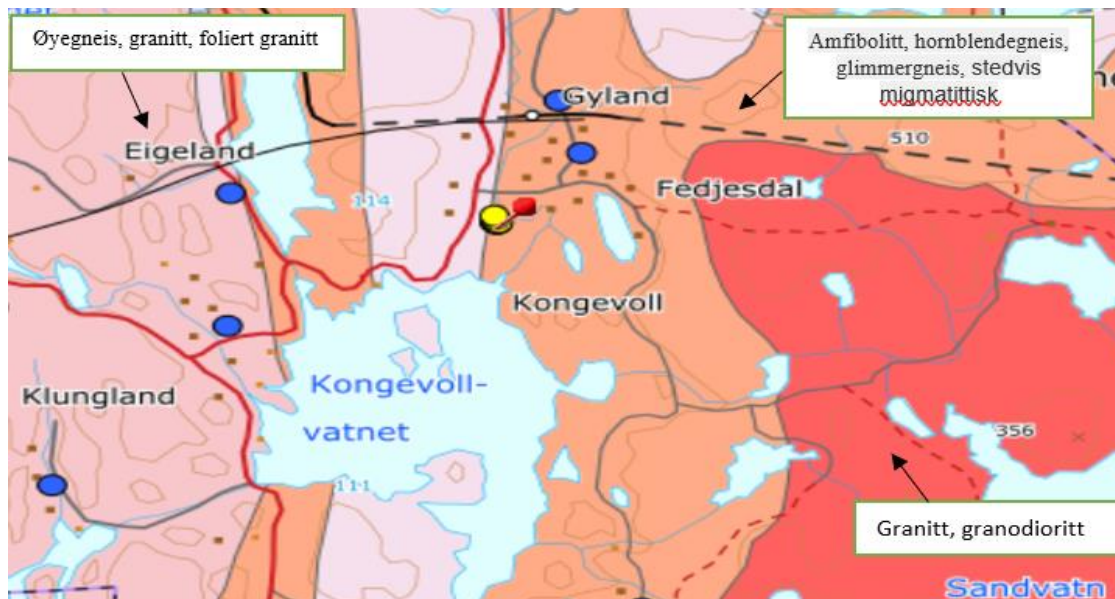 Øyegneis, granitt, foliert granitt
Amfibolitt, hornblendegneis,
glimmergneis, stedvis
migmatittisk
Gyland
510
Eigeland
Fedjesdal
114
Kongevoll
Kongevoll-
vatnet
Klungland
356
111
Granitt, granodioritt
Sandvatn